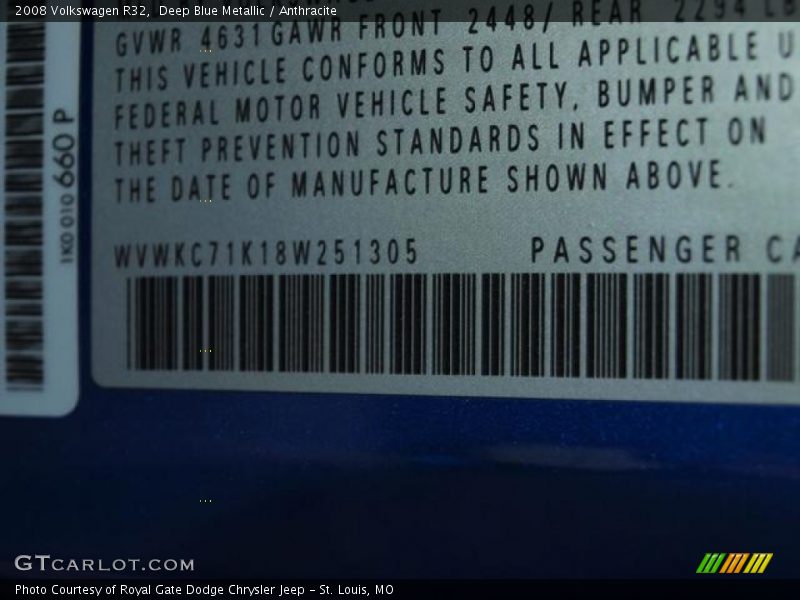 2008 Volkswagen R32,  Deep Blue Metallic / Anthracite
GVWR 4631 GAWR FRONT 2448/ REAR 2294 LB
THIS VEHICLE CONFORMS TO ALL APPLICABLE U
FEDERAL MOTOR VEHICLE SAFETY, BUMPER AND
THEFT PREVENTION STANDARDS IN EFFECT ON
THE DATE OF MANUFACTURE SHOWN ABOVE.
WVWKC71K18W251305 PASSENGER CA
1K0 010 660 P
GTCARLOT.COM
Photo Courtesy of Royal Gate Dodge Chrysler Jeep - St. Louis, MO